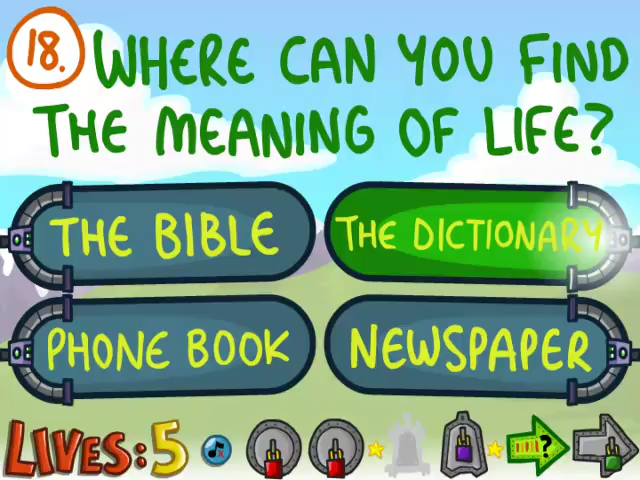 18. WHERE CAN YOU FIND
THE MEANING OF LIFE?
THE BIBLE
THE DICTIONARY
PHONE BOOK
NEWSPAPER
LIVES:5
?